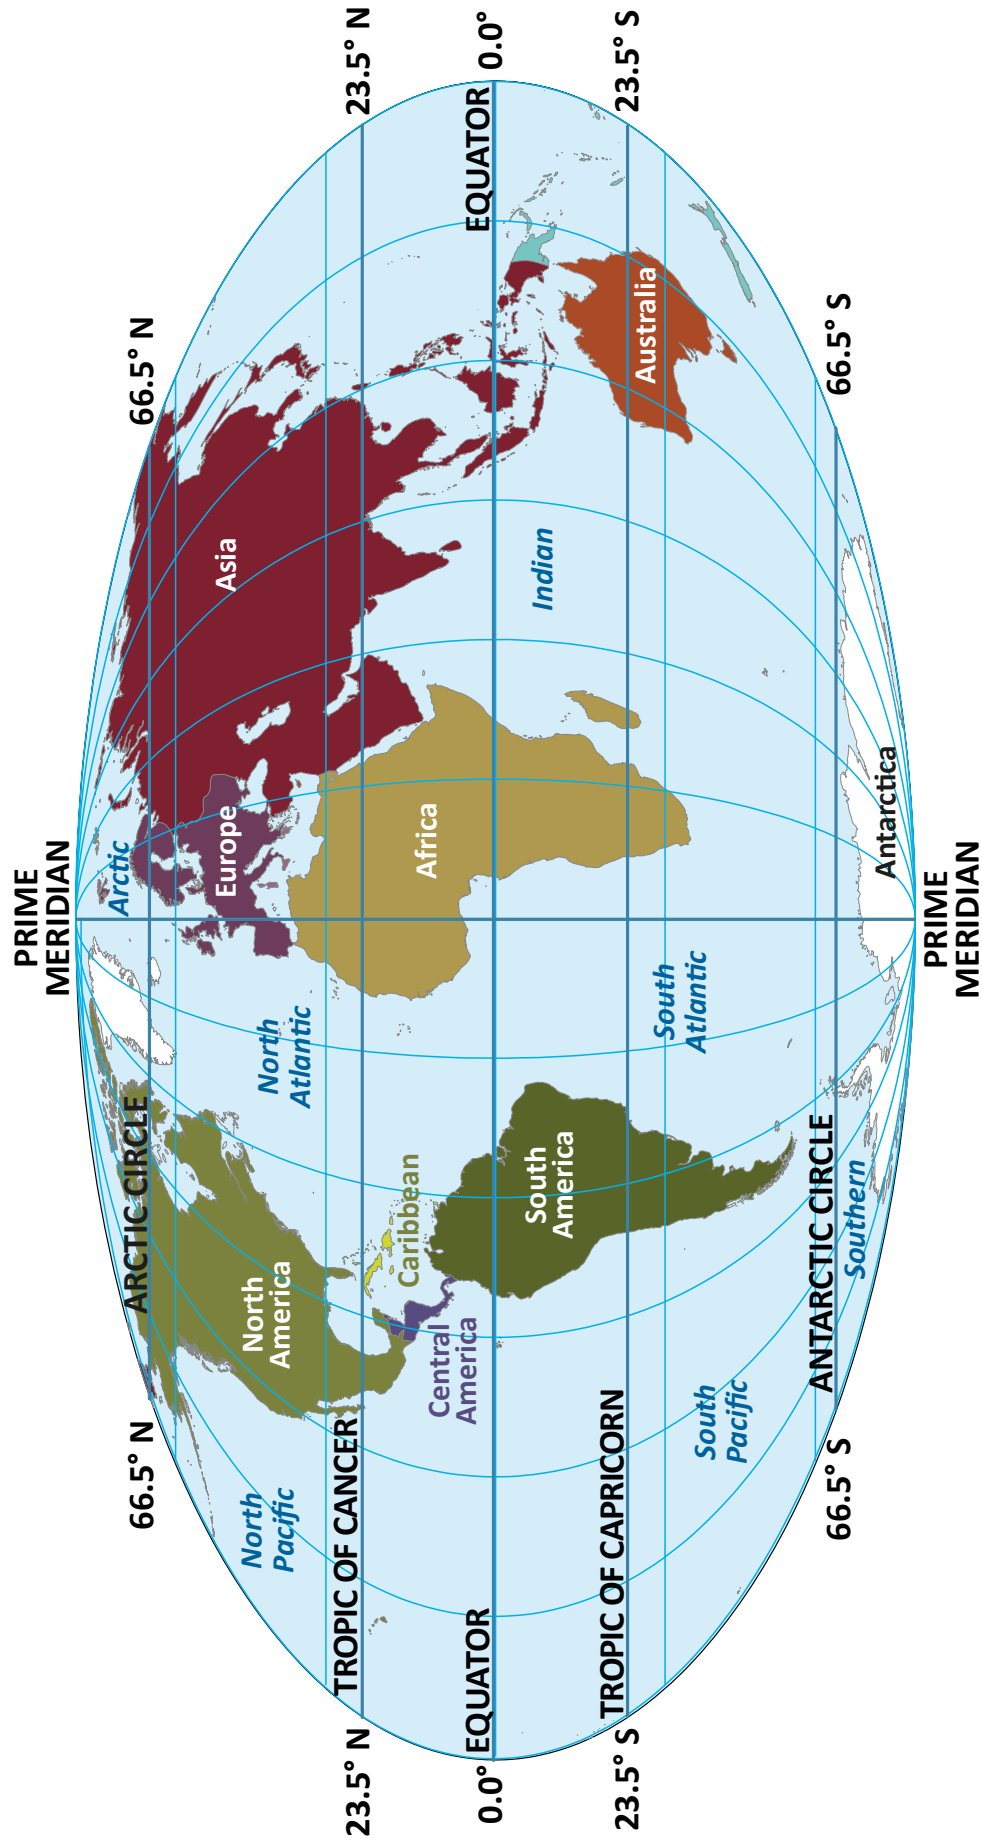 PRIME
MERIDIAN
66.5° N
66.5° N
ARCTIC CIRCLE
Arctic
North
Pacific
North
America
North
Atlantic
Europe
Asia
23.5° N
TROPIC OF CANCER
23.5° N
Caribbean
Central
America
Africa
0.0°
EQUATOR
EQUATOR
0.0°
South
America
Indian
23.5° S
TROPIC OF CAPRICORN
23.5° S
Australia
South
Pacific
South
Atlantic
ANTARCTIC CIRCLE
66.5° S
66.5° S
Southern
Antarctica
PRIME
MERIDIAN